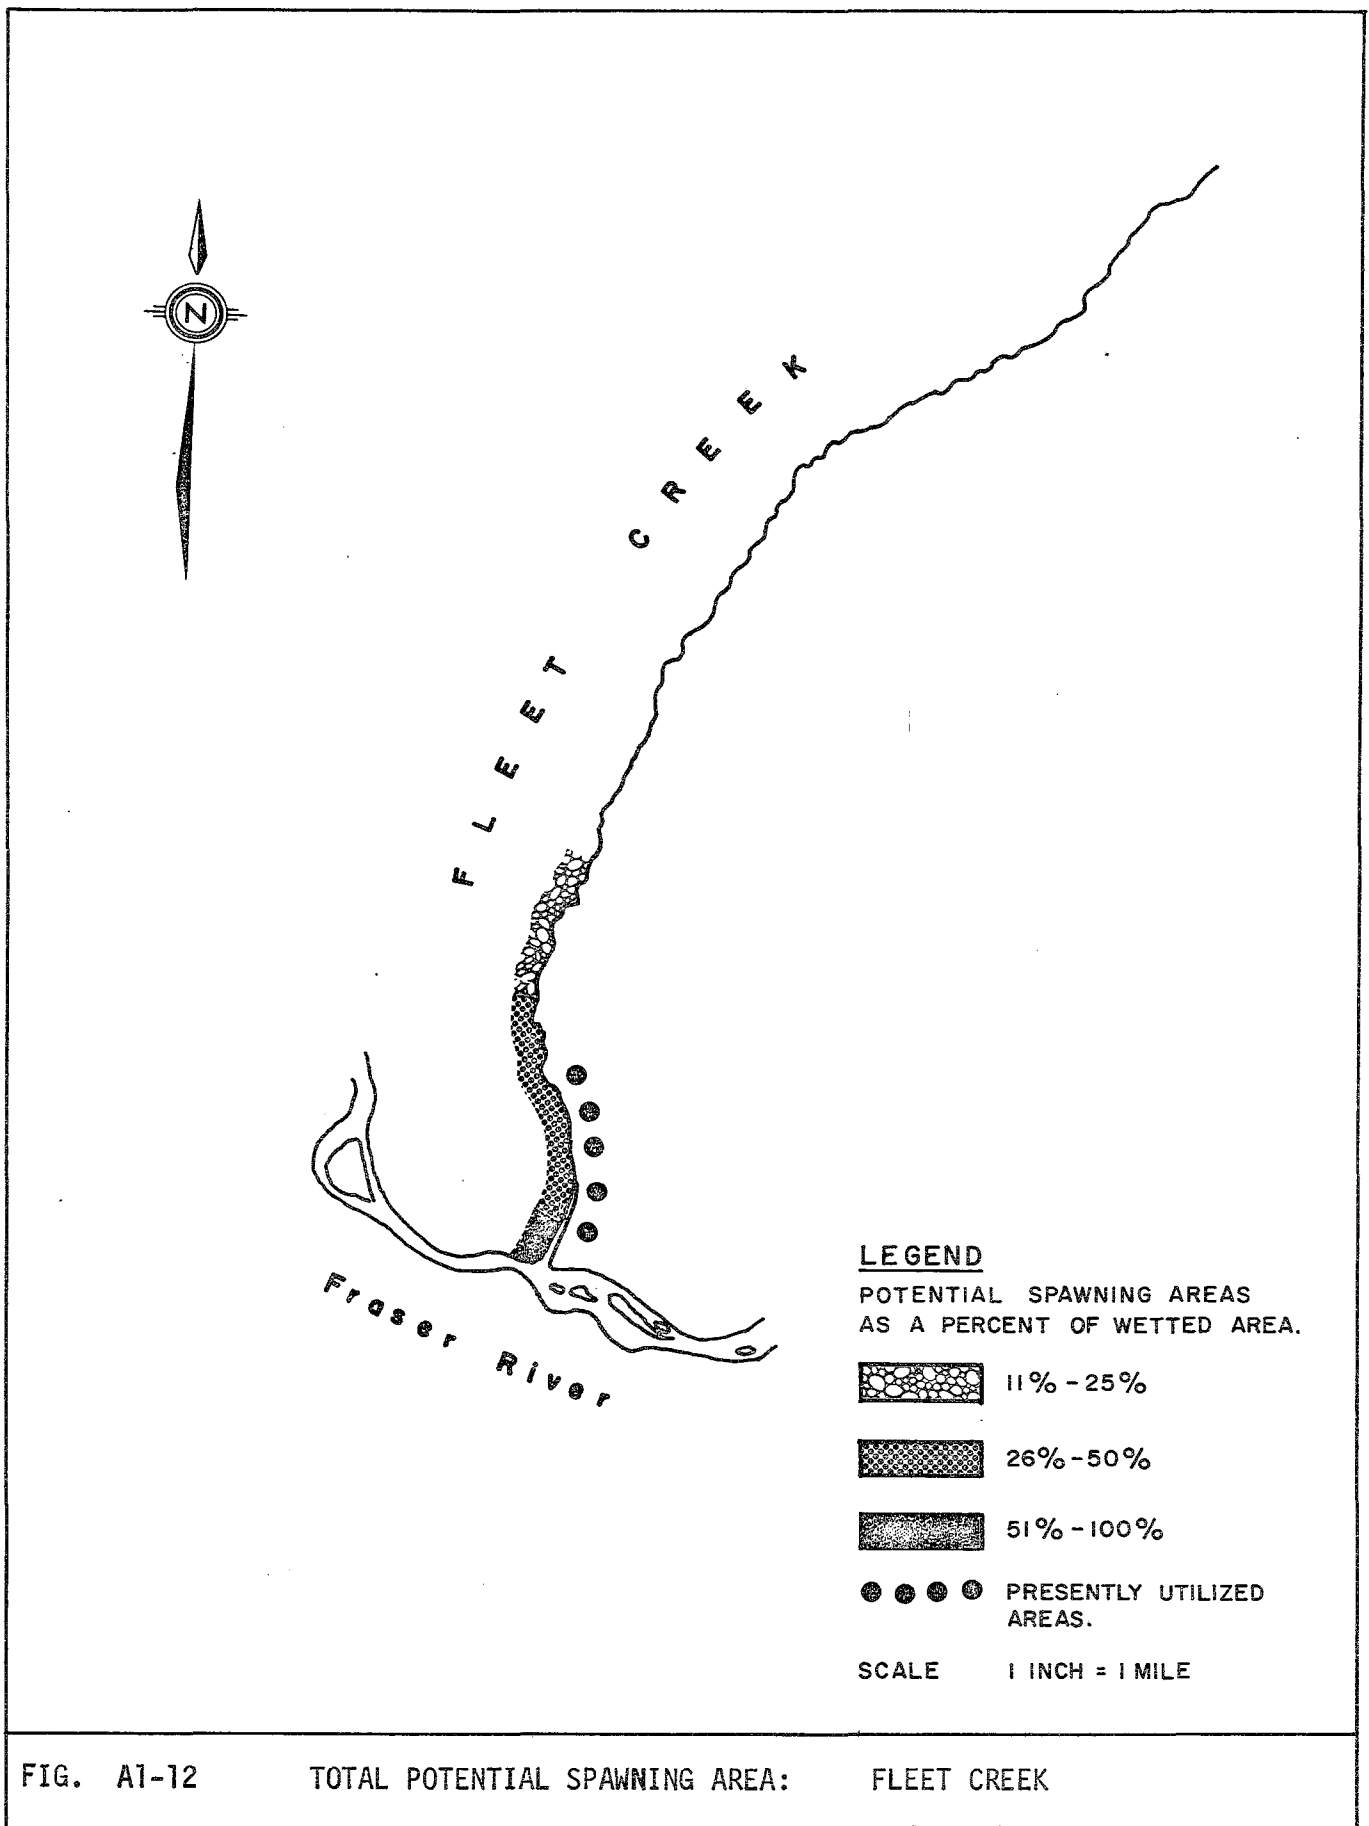 N
FLEET CREEK
Fraser River
LEGEND
POTENTIAL SPAWNING AREAS
AS A PERCENT OF WETTED AREA.
11% - 25%
26% - 50%
51% - 100%
PRESENTLY UTILIZED
AREAS.
SCALE 1 INCH = 1 MILE
FIG. A1-12 TOTAL POTENTIAL SPAWNING AREA: FLEET CREEK